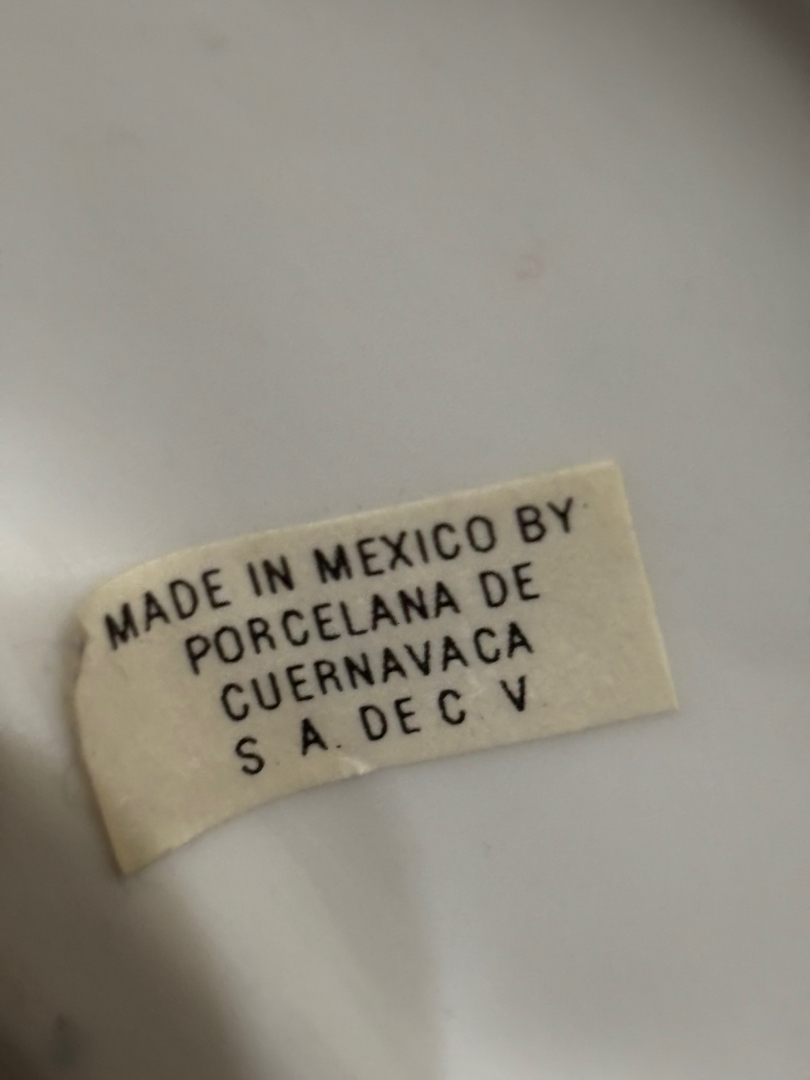 MADE IN MEXICO BY
PORCELANA DE
CUERNAVACA
S. A. DE C V